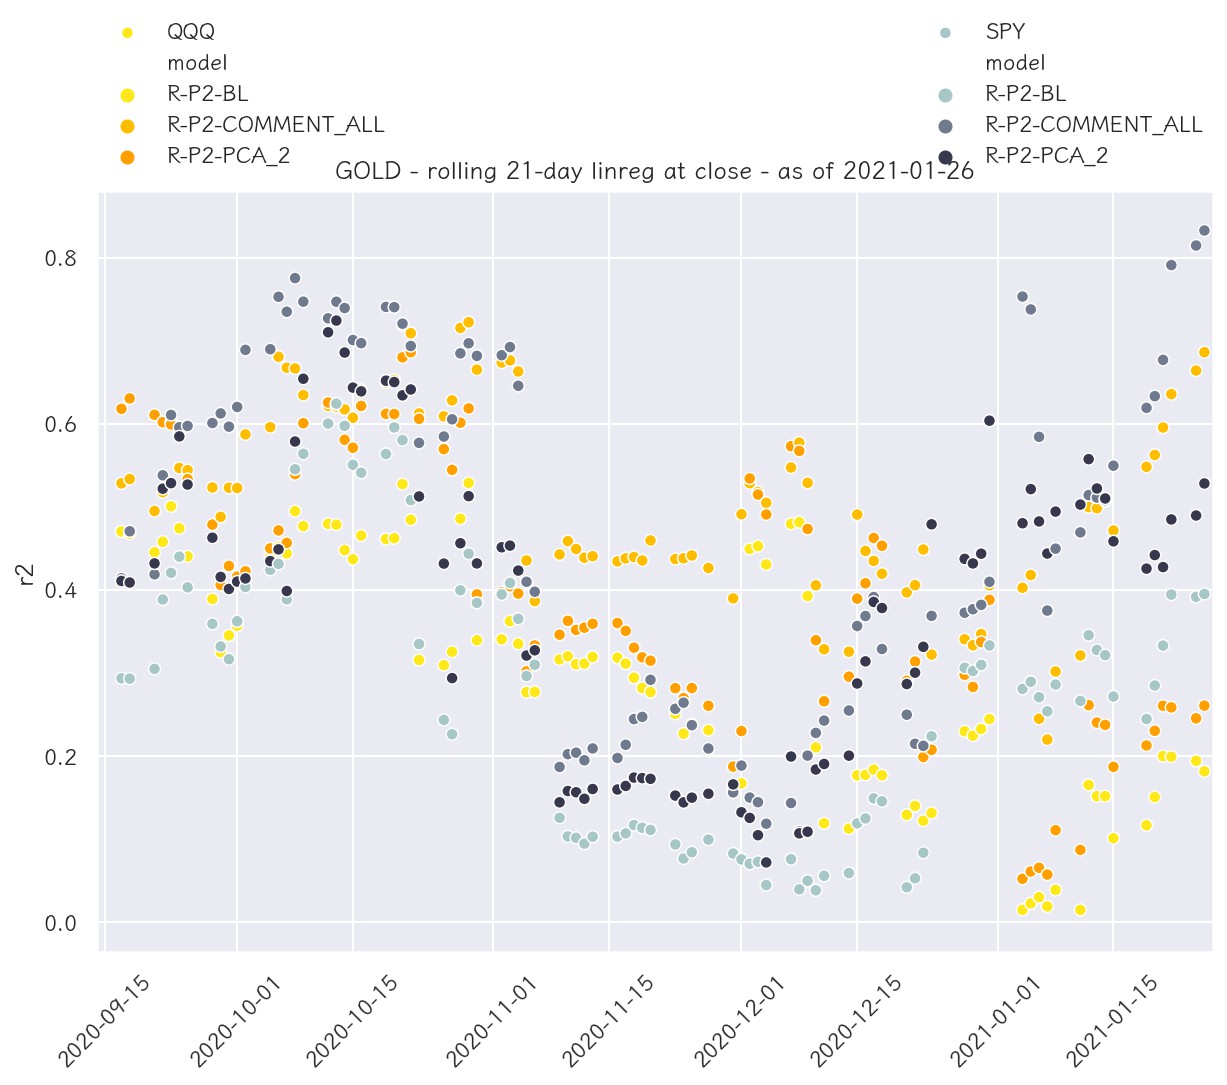 QQQ
model
R-P2-BL
R-P2-COMMENT_ALL
R-P2-PCA_2
SPY
model
R-P2-BL
R-P2-COMMENT_ALL
R-P2-PCA_2
GOLD - rolling 21-day linreg at close - as of 2021-01-26
r2
0.8
0.6
0.4
0.2
0.0
2020-09-15
2020-10-01
2020-10-15
2020-11-01
2020-11-15
2020-12-01
2020-12-15
2021-01-01
2021-01-15